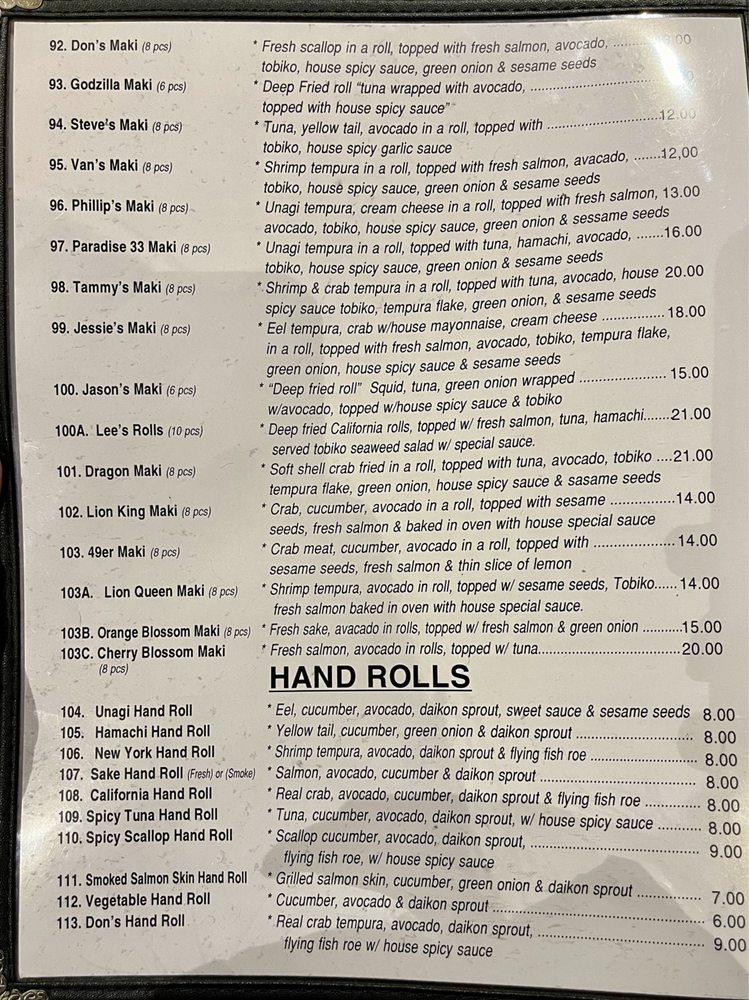 92. Don's Maki (8 pcs) * Fresh scallop in a roll, topped with fresh salmon, avocado, ..........
tobiko, house spicy sauce, green onion & sesame seeds
93. Godzilla Maki (6 pcs) * Deep Fried roll "tuna wrapped with avocado, ..............................
topped with house spicy sauce"
94. Steve's Maki (8 pcs) * Tuna, yellow tail, avocado in a roll, topped with ..........................12.00
tobiko, house spicy garlic sauce
95. Van's Maki (8 pcs) * Shrimp tempura in a roll, topped with fresh salmon, avacado, .......12,00
tobiko, house spicy sauce, green onion & sesame seeds
96. Phillip's Maki (8 pcs) * Unagi tempura, cream cheese in a roll, topped with fresh salmon, 13.00
avocado, tobiko, house spicy sauce, green onion & sessame seeds
97. Paradise 33 Maki (8 pcs) * Unagi tempura in a roll, topped with tuna, hamachi, avocado, .......16.00
tobiko, house spicy sauce, green onion & sesame seeds
98. Tammy's Maki (8 pcs) * Shrimp & crab tempura in a roll, topped with tuna, avocado, house 20.00
spicy sauce tobiko, tempura flake, green onion, & sesame seeds
99. Jessie's Maki (8 pcs) * Eel tempura, crab w/house mayonnaise, cream cheese ................ 18.00
in a roll, topped with fresh salmon, avocado, tobiko, tempura flake,
green onion, house spicy sauce & sesame seeds
100. Jason's Maki (6 pcs) * "Deep fried roll" Squid, tuna, green onion wrapped ...................... 15.00
w/avocado, topped w/house spicy sauce & tobiko
100A. Lee's Rolls (10 pcs) * Deep fried California rolls, topped w/ fresh salmon, tuna, hamachi.......21.00
served tobiko seaweed salad w/ special sauce.
101. Dragon Maki (8 pcs) * Soft shell crab fried in a roll, topped with tuna, avocado, tobiko ....21.00
tempura flake, green onion, house spicy sauce & sasame seeds
102. Lion King Maki (8 pcs) * Crab, cucumber, avocado in a roll, topped with sesame .................14.00
seeds, fresh salmon & baked in oven with house special sauce
103. 49er Maki (8 pcs) * Crab meat, cucumber, avocado in a roll, topped with ..................... 14.00
sesame seeds, fresh salmon & thin slice of lemon
103A. Lion Queen Maki (8 pcs) * Shrimp tempura, avocado in roll, topped w/ sesame seeds, Tobiko......14.00
fresh salmon baked in oven with house special sauce.
103B. Orange Blossom Maki (8 pcs) * Fresh sake, avacado in rolls, topped w/ fresh salmon & green onion ..........15.00
103C. Cherry Blossom Maki * Fresh salmon, avocado in rolls, topped w/ tuna....................................20.00
(8 pcs)
HAND ROLLS
104. Unagi Hand Roll * Eel, cucumber, avocado, daikon sprout, sweet sauce & sesame seeds 8.00
105. Hamachi Hand Roll * Yellow tail, cucumber, green onion & daikon sprout .............................. 8.00
106. New York Hand Roll * Shrimp tempura, avocado, daikon sprout & flying fish roe ........................... 8.00
107. Sake Hand Roll (Fresh) or (Smoke) * Salmon, avocado, cucumber & daikon sprout ........................................ 8.00
108. California Hand Roll * Real crab, avocado, cucumber, daikon sprout & flying fish roe .............. 8.00
109. Spicy Tuna Hand Roll * Tuna, cucumber, avocado, daikon sprout, w/ house spicy sauce .......... 8.00
110. Spicy Scallop Hand Roll * Scallop cucumber, avocado, daikon sprout, .......................................... 9.00
flying fish roe, w/ house spicy sauce
111. Smoked Salmon Skin Hand Roll * Grilled salmon skin, cucumber, green onion & daikon sprout ................ 7.00
112. Vegetable Hand Roll * Cucumber, avocado & daikon sprout ..................................................... 6.00
113. Don's Hand Roll * Real crab tempura, avocado, daikon sprout, ......................................... 9.00
flying fish roe w/ house spicy sauce